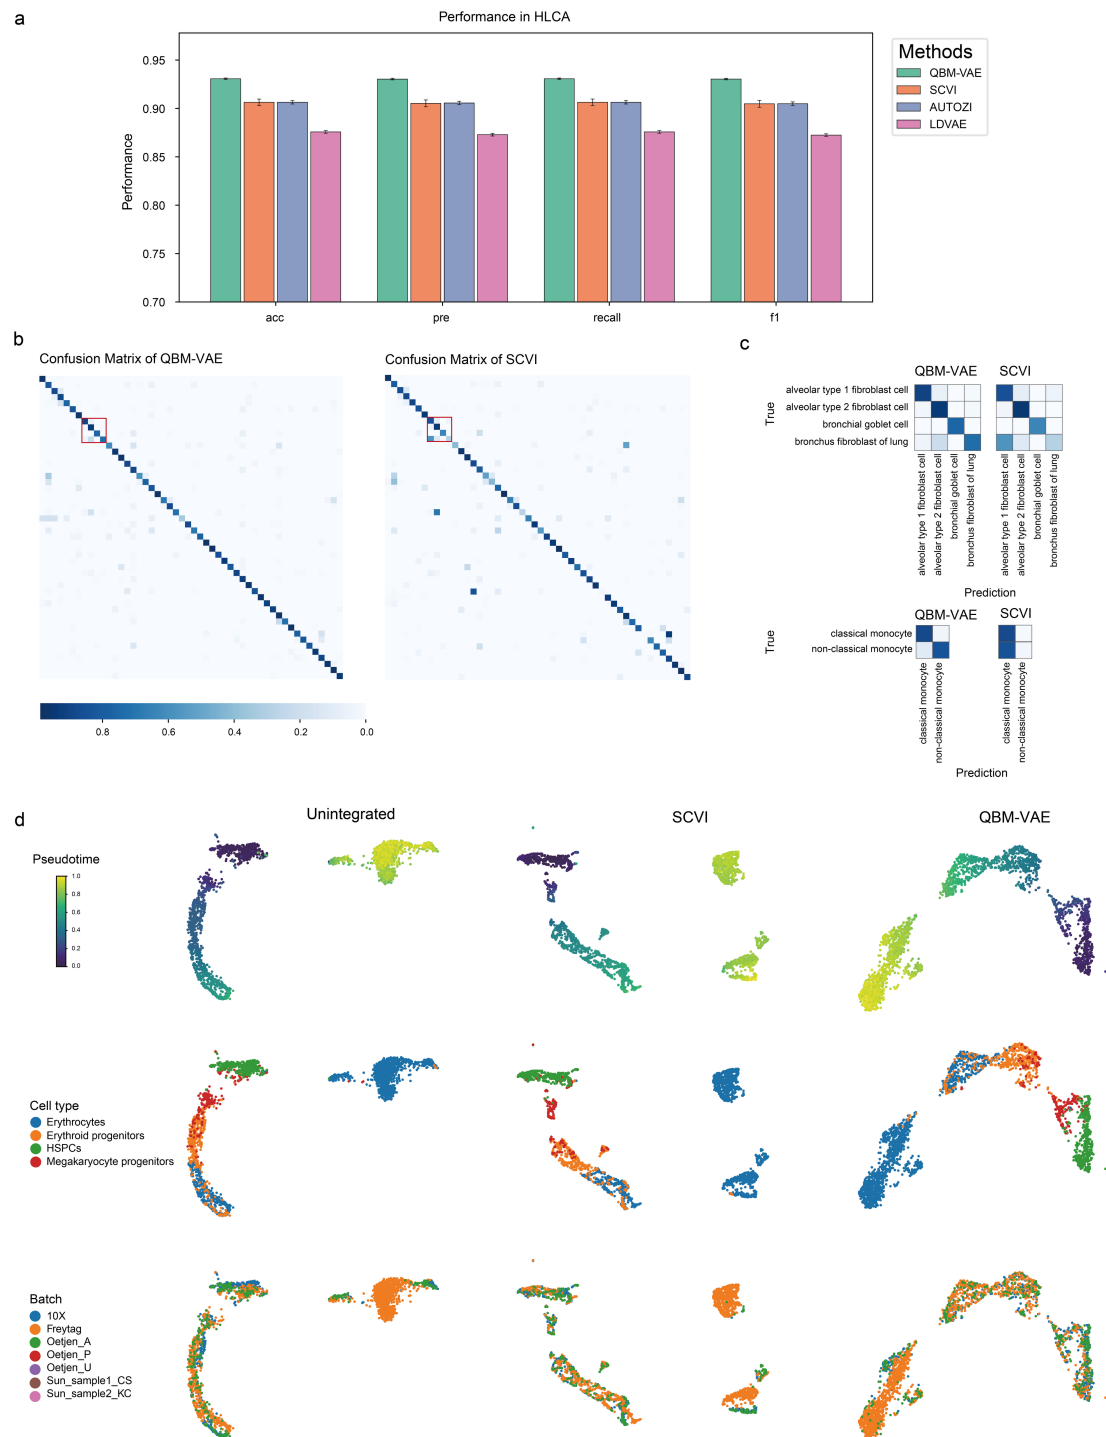 a
Performance in HLCA
Performance
0.95
0.90
0.85
0.80
0.75
0.70
acc
pre
recall
f1
Methods
QBM-VAE
SCVI
AUTOZI
LDVAE
b
Confusion Matrix of QBM-VAE
Confusion Matrix of SCVI
0.8
0.6
0.4
0.2
0.0
c
QBM-VAE
SCVI
True
alveolar type 1 fibroblast cell
alveolar type 2 fibroblast cell
bronchial goblet cell
bronchus fibroblast of lung
alveolar type 1 fibroblast cell
alveolar type 2 fibroblast cell
bronchial goblet cell
bronchus fibroblast of lung
alveolar type 1 fibroblast cell
alveolar type 2 fibroblast cell
bronchial goblet cell
bronchus fibroblast of lung
Prediction
QBM-VAE
SCVI
True
classical monocyte
non-classical monocyte
classical monocyte
non-classical monocyte
classical monocyte
non-classical monocyte
Prediction
d
Unintegrated
SCVI
QBM-VAE
Pseudotime
1.0
0.8
0.6
0.4
0.2
0.0
Cell type
Erythrocytes
Erythroid progenitors
HSPCs
Megakaryocyte progenitors
Batch
10X
Freytag
Oetjen_A
Oetjen_P
Oetjen_U
Sun_sample1_CS
Sun_sample2_KC